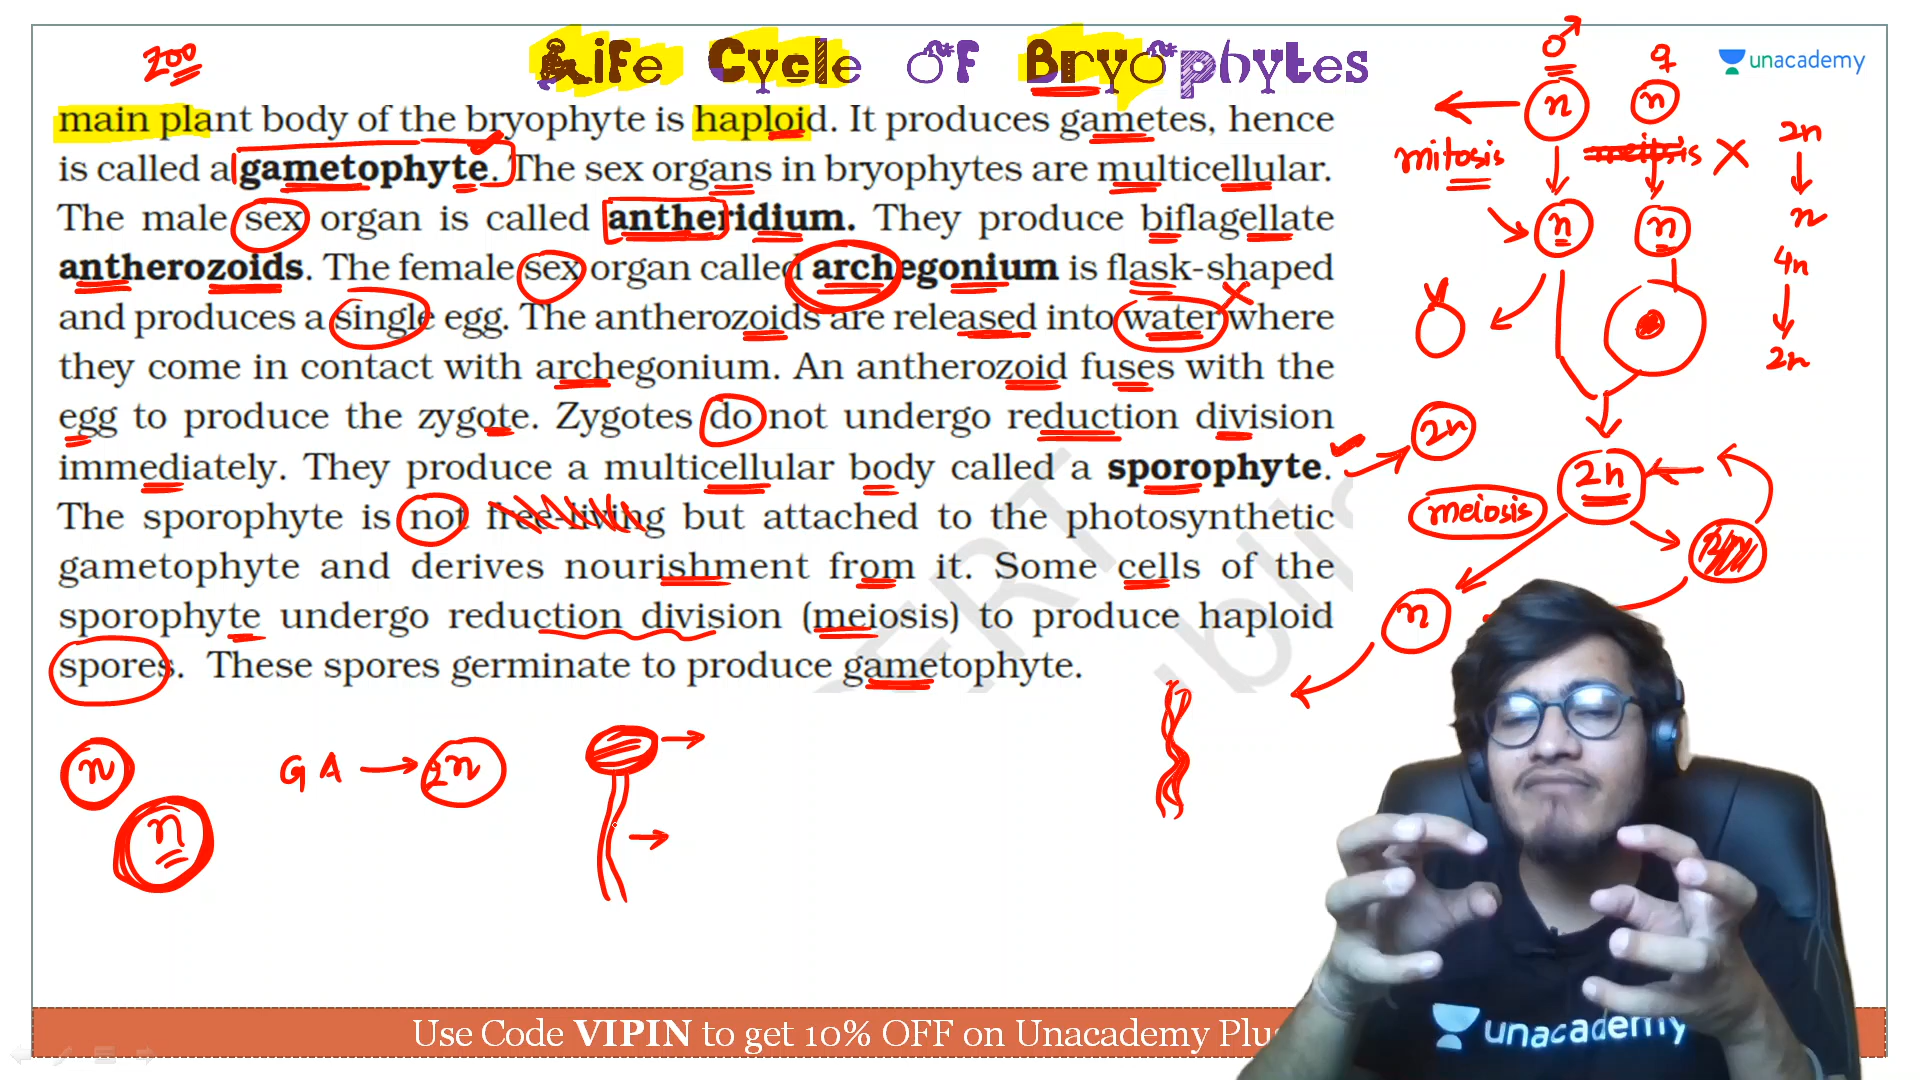 Life Cycle of Bryophytes
unacademy
zoo
main plant body of the bryophyte is haploid. It produces gametes, hence
is called a gametophyte. The sex organs in bryophytes are multicellular.
The male sex organ is called antheridium. They produce biflagellate
antherozoids. The female sex organ called archegonium is flask-shaped
and produces a single egg. The antherozoids are released into water where
they come in contact with archegonium. An antherozoid fuses with the
egg to produce the zygote. Zygotes do not undergo reduction division
immediately. They produce a multicellular body called a sporophyte.
The sporophyte is not free-living but attached to the photosynthetic
gametophyte and derives nourishment from it. Some cells of the
sporophyte undergo reduction division (meiosis) to produce haploid
spores. These spores germinate to produce gametophyte.
♂ ♀
n n
mitosis meiosis X
2n
n
n n
4n
2n
2n
2n
meiosis
n
n
n
GA → 2n
Use Code VIPIN to get 10% OFF on Unacademy Plus
unacademy